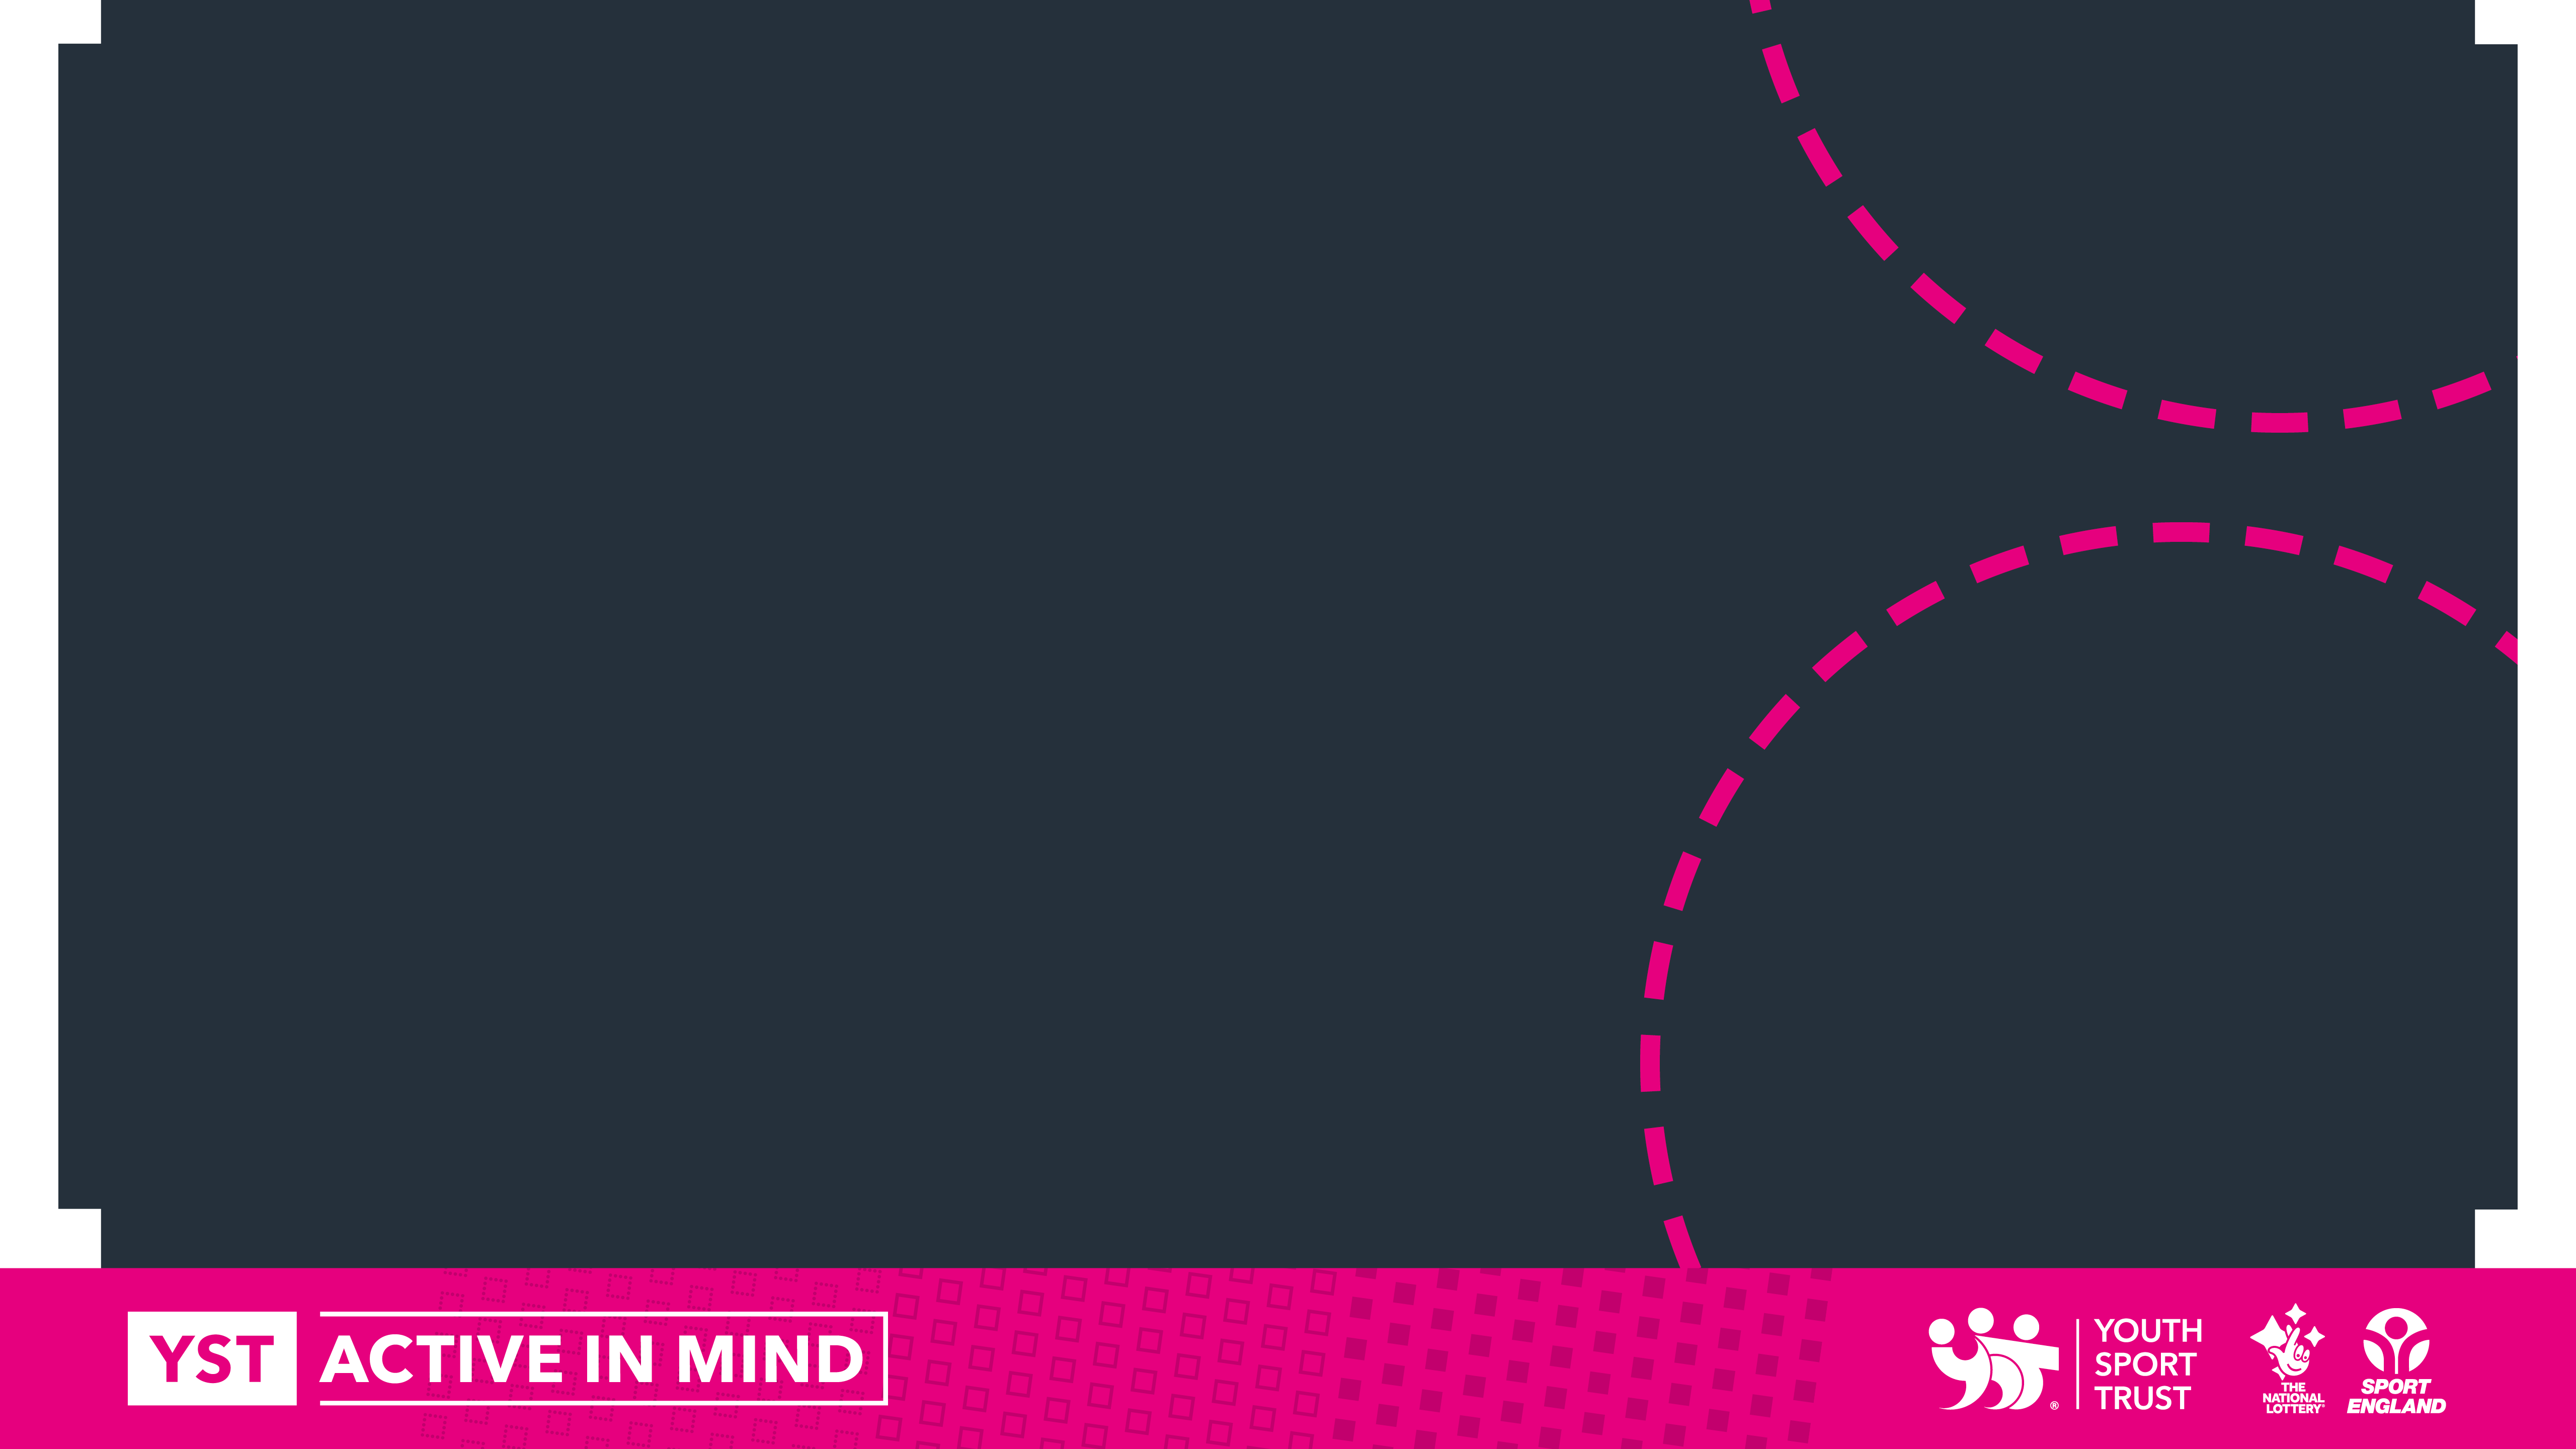 YST ACTIVE IN MIND
YOUTH
SPORT
TRUST
®
THE
NATIONAL
LOTTERY®
SPORT
ENGLAND